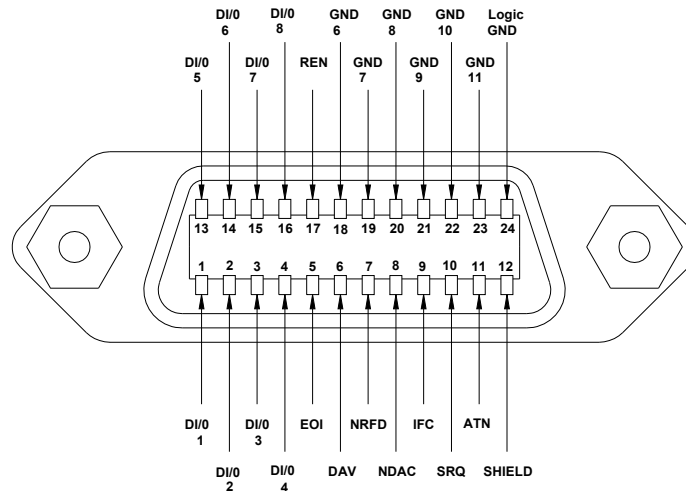 DI/0
6
DI/0
8
GND
6
GND
8
GND
10
Logic
GND
DI/0
5
DI/0
7
REN
GND
7
GND
9
GND
11
13 14 15 16 17 18 19 20 21 22 23 24
1 2 3 4 5 6 7 8 9 10 11 12
DI/0
1
DI/0
3
EOI
NRFD
IFC
ATN
DI/0
2
DI/0
4
DAV
NDAC
SRQ
SHIELD